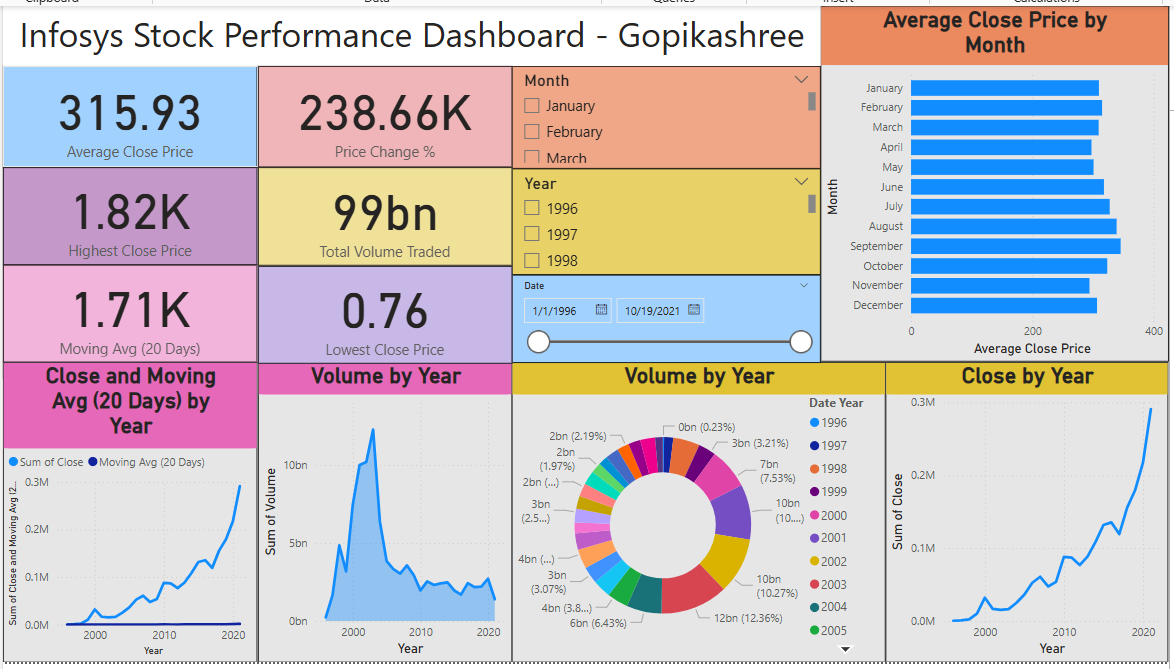 Clipboard
Data
Queries
Insert
Calculations
Infosys Stock Performance Dashboard - Gopikashree
315.93
Average Close Price
238.66K
Price Change %
1.82K
Highest Close Price
99bn
Total Volume Traded
1.71K
Moving Avg (20 Days)
0.76
Lowest Close Price
Month
January
February
March
Year
1996
1997
1998
Date
1/1/1996
10/19/2021
Average Close Price by
Month
Month
January
February
March
April
May
June
July
August
September
October
November
December
0
200
400
Average Close Price
Close and Moving
Avg (20 Days) by
Year
Sum of Close
Moving Avg (20 Days)
Sum of Close and Moving Avg (2...
0.3M
0.2M
0.1M
0.0M
2000
2010
2020
Year
Volume by Year
Sum of Volume
10bn
5bn
0bn
2000
2010
2020
Year
Volume by Year
0bn (0.23%)
3bn (3.21%)
7bn
(7.53%)
10bn
(10....)
10bn
(10.27%)
12bn (12.36%)
6bn (6.43%)
4bn (3.8...)
3bn
(3.07%)
4bn (...)
3bn
(2.5...)
2bn (...)
2bn
(1.97%)
2bn (2.19%)
Date Year
1996
1997
1998
1999
2000
2001
2002
2003
2004
2005
Close by Year
Sum of Close
0.3M
0.2M
0.1M
0.0M
2000
2010
2020
Year